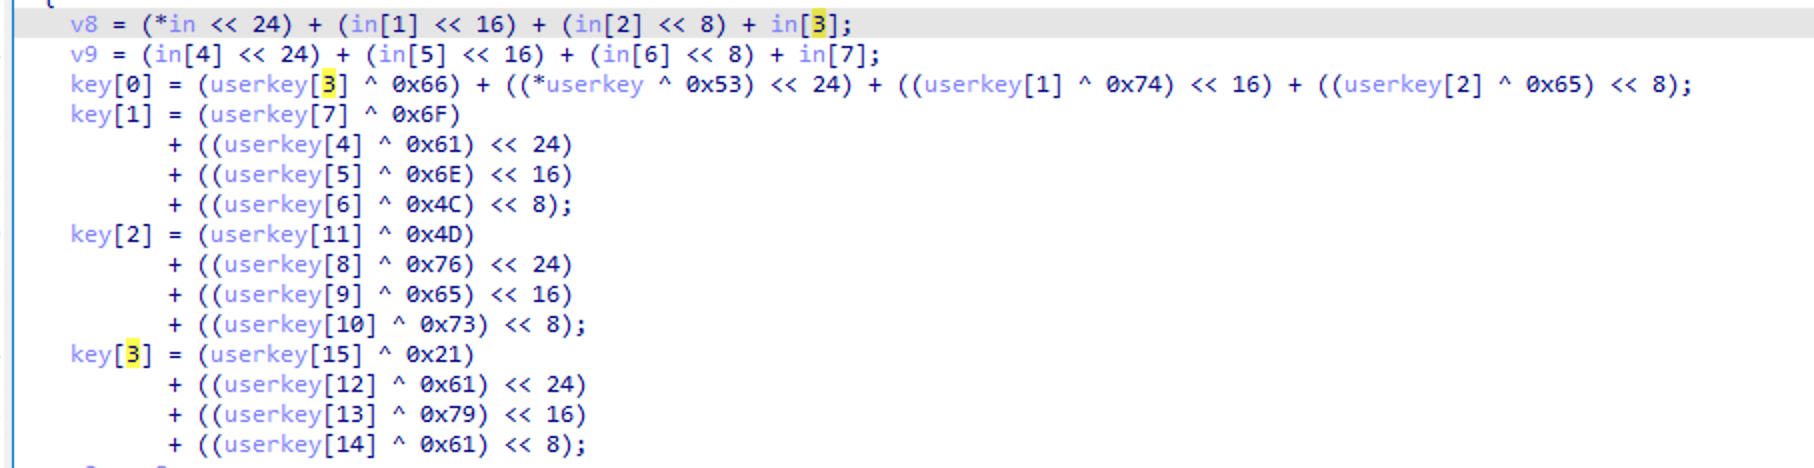 v8 = (*in << 24) + (in[1] << 16) + (in[2] << 8) + in[3];
v9 = (in[4] << 24) + (in[5] << 16) + (in[6] << 8) + in[7];
key[0] = (userkey[3] ^ 0x66) + ((*userkey ^ 0x53) << 24) + ((userkey[1] ^ 0x74) << 16) + ((userkey[2] ^ 0x65) << 8);
key[1] = (userkey[7] ^ 0x6F)
+ ((userkey[4] ^ 0x61) << 24)
+ ((userkey[5] ^ 0x6E) << 16)
+ ((userkey[6] ^ 0x4C) << 8);
key[2] = (userkey[11] ^ 0x4D)
+ ((userkey[8] ^ 0x76) << 24)
+ ((userkey[9] ^ 0x65) << 16)
+ ((userkey[10] ^ 0x73) << 8);
key[3] = (userkey[15] ^ 0x21)
+ ((userkey[12] ^ 0x61) << 24)
+ ((userkey[13] ^ 0x79) << 16)
+ ((userkey[14] ^ 0x61) << 8);